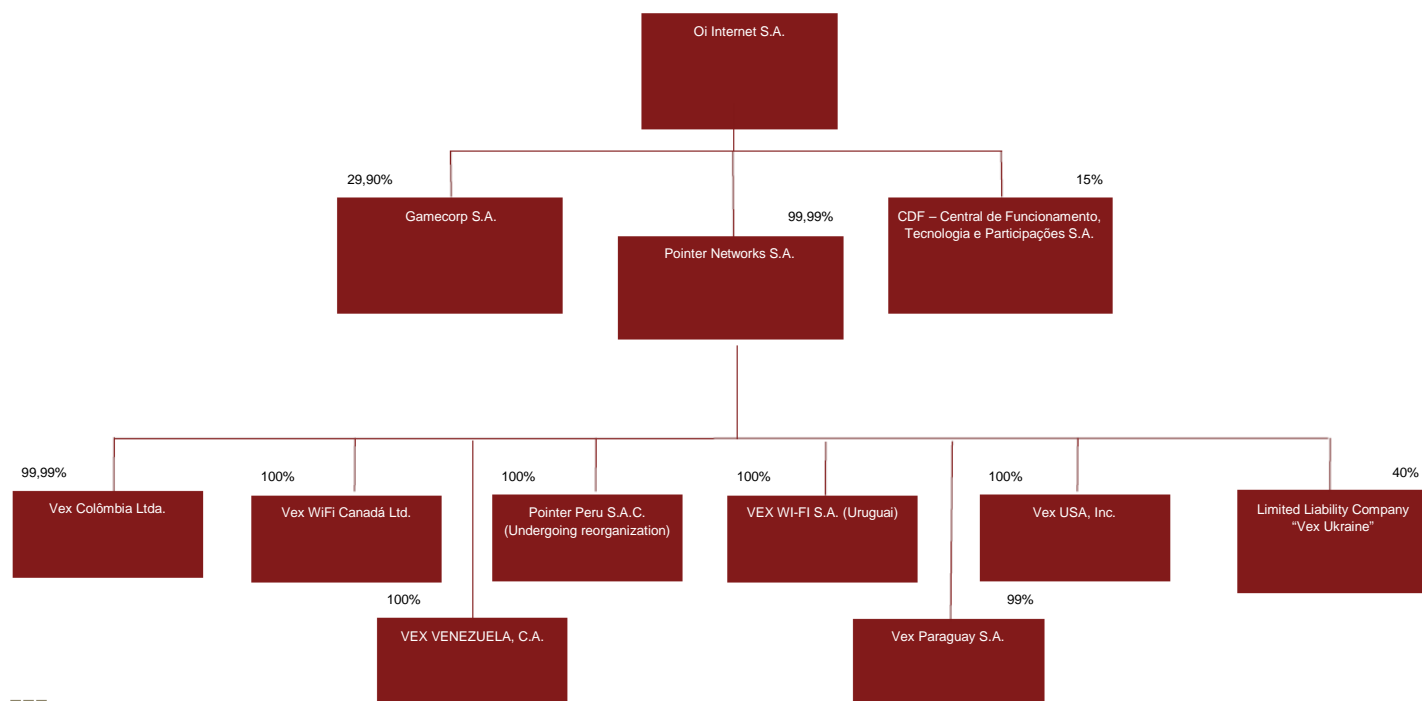 Oi Internet S.A.
29,90%
15%
Gamecorp S.A.
99,99%
CDF – Central de Funcionamento,
Tecnologia e Participações S.A.
Pointer Networks S.A.
99,99%
100%
100%
100%
100%
40%
Vex Colômbia Ltda.
Vex WiFi Canadá Ltd.
Pointer Peru S.A.C.
(Undergoing reorganization)
VEX WI-FI S.A. (Uruguai)
Vex USA, Inc.
Limited Liability Company
“Vex Ukraine”
100%
99%
VEX VENEZUELA, C.A.
Vex Paraguay S.A.